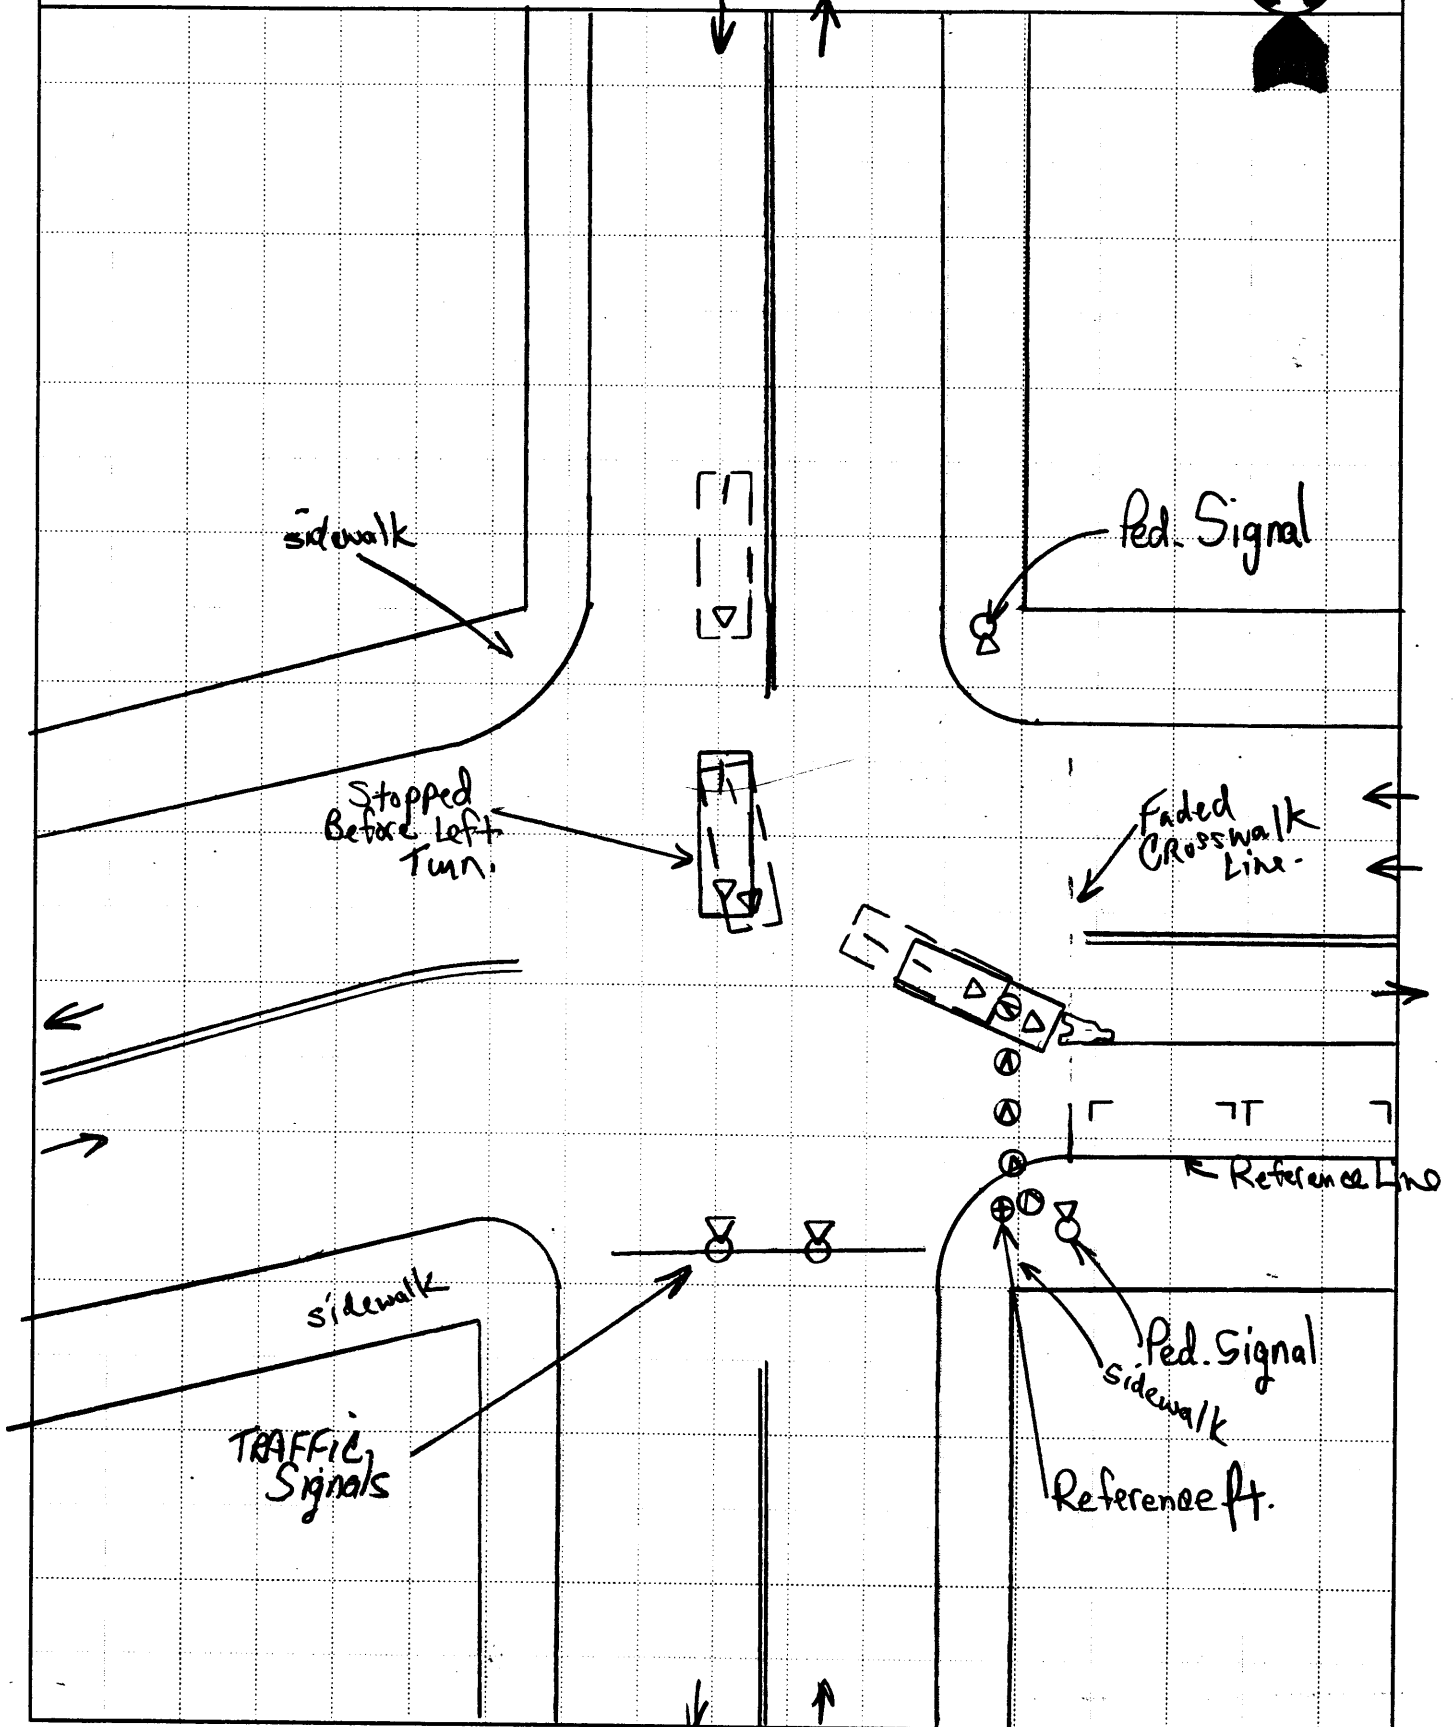 sidewalk
Ped. Signal
Stopped
Before Left
Turn.
Faded
CRosswalk
Line.
Reference Line
sidewalk
Ped. Signal
sidewalk
TRAFFIC
Signals
Reference Pt.